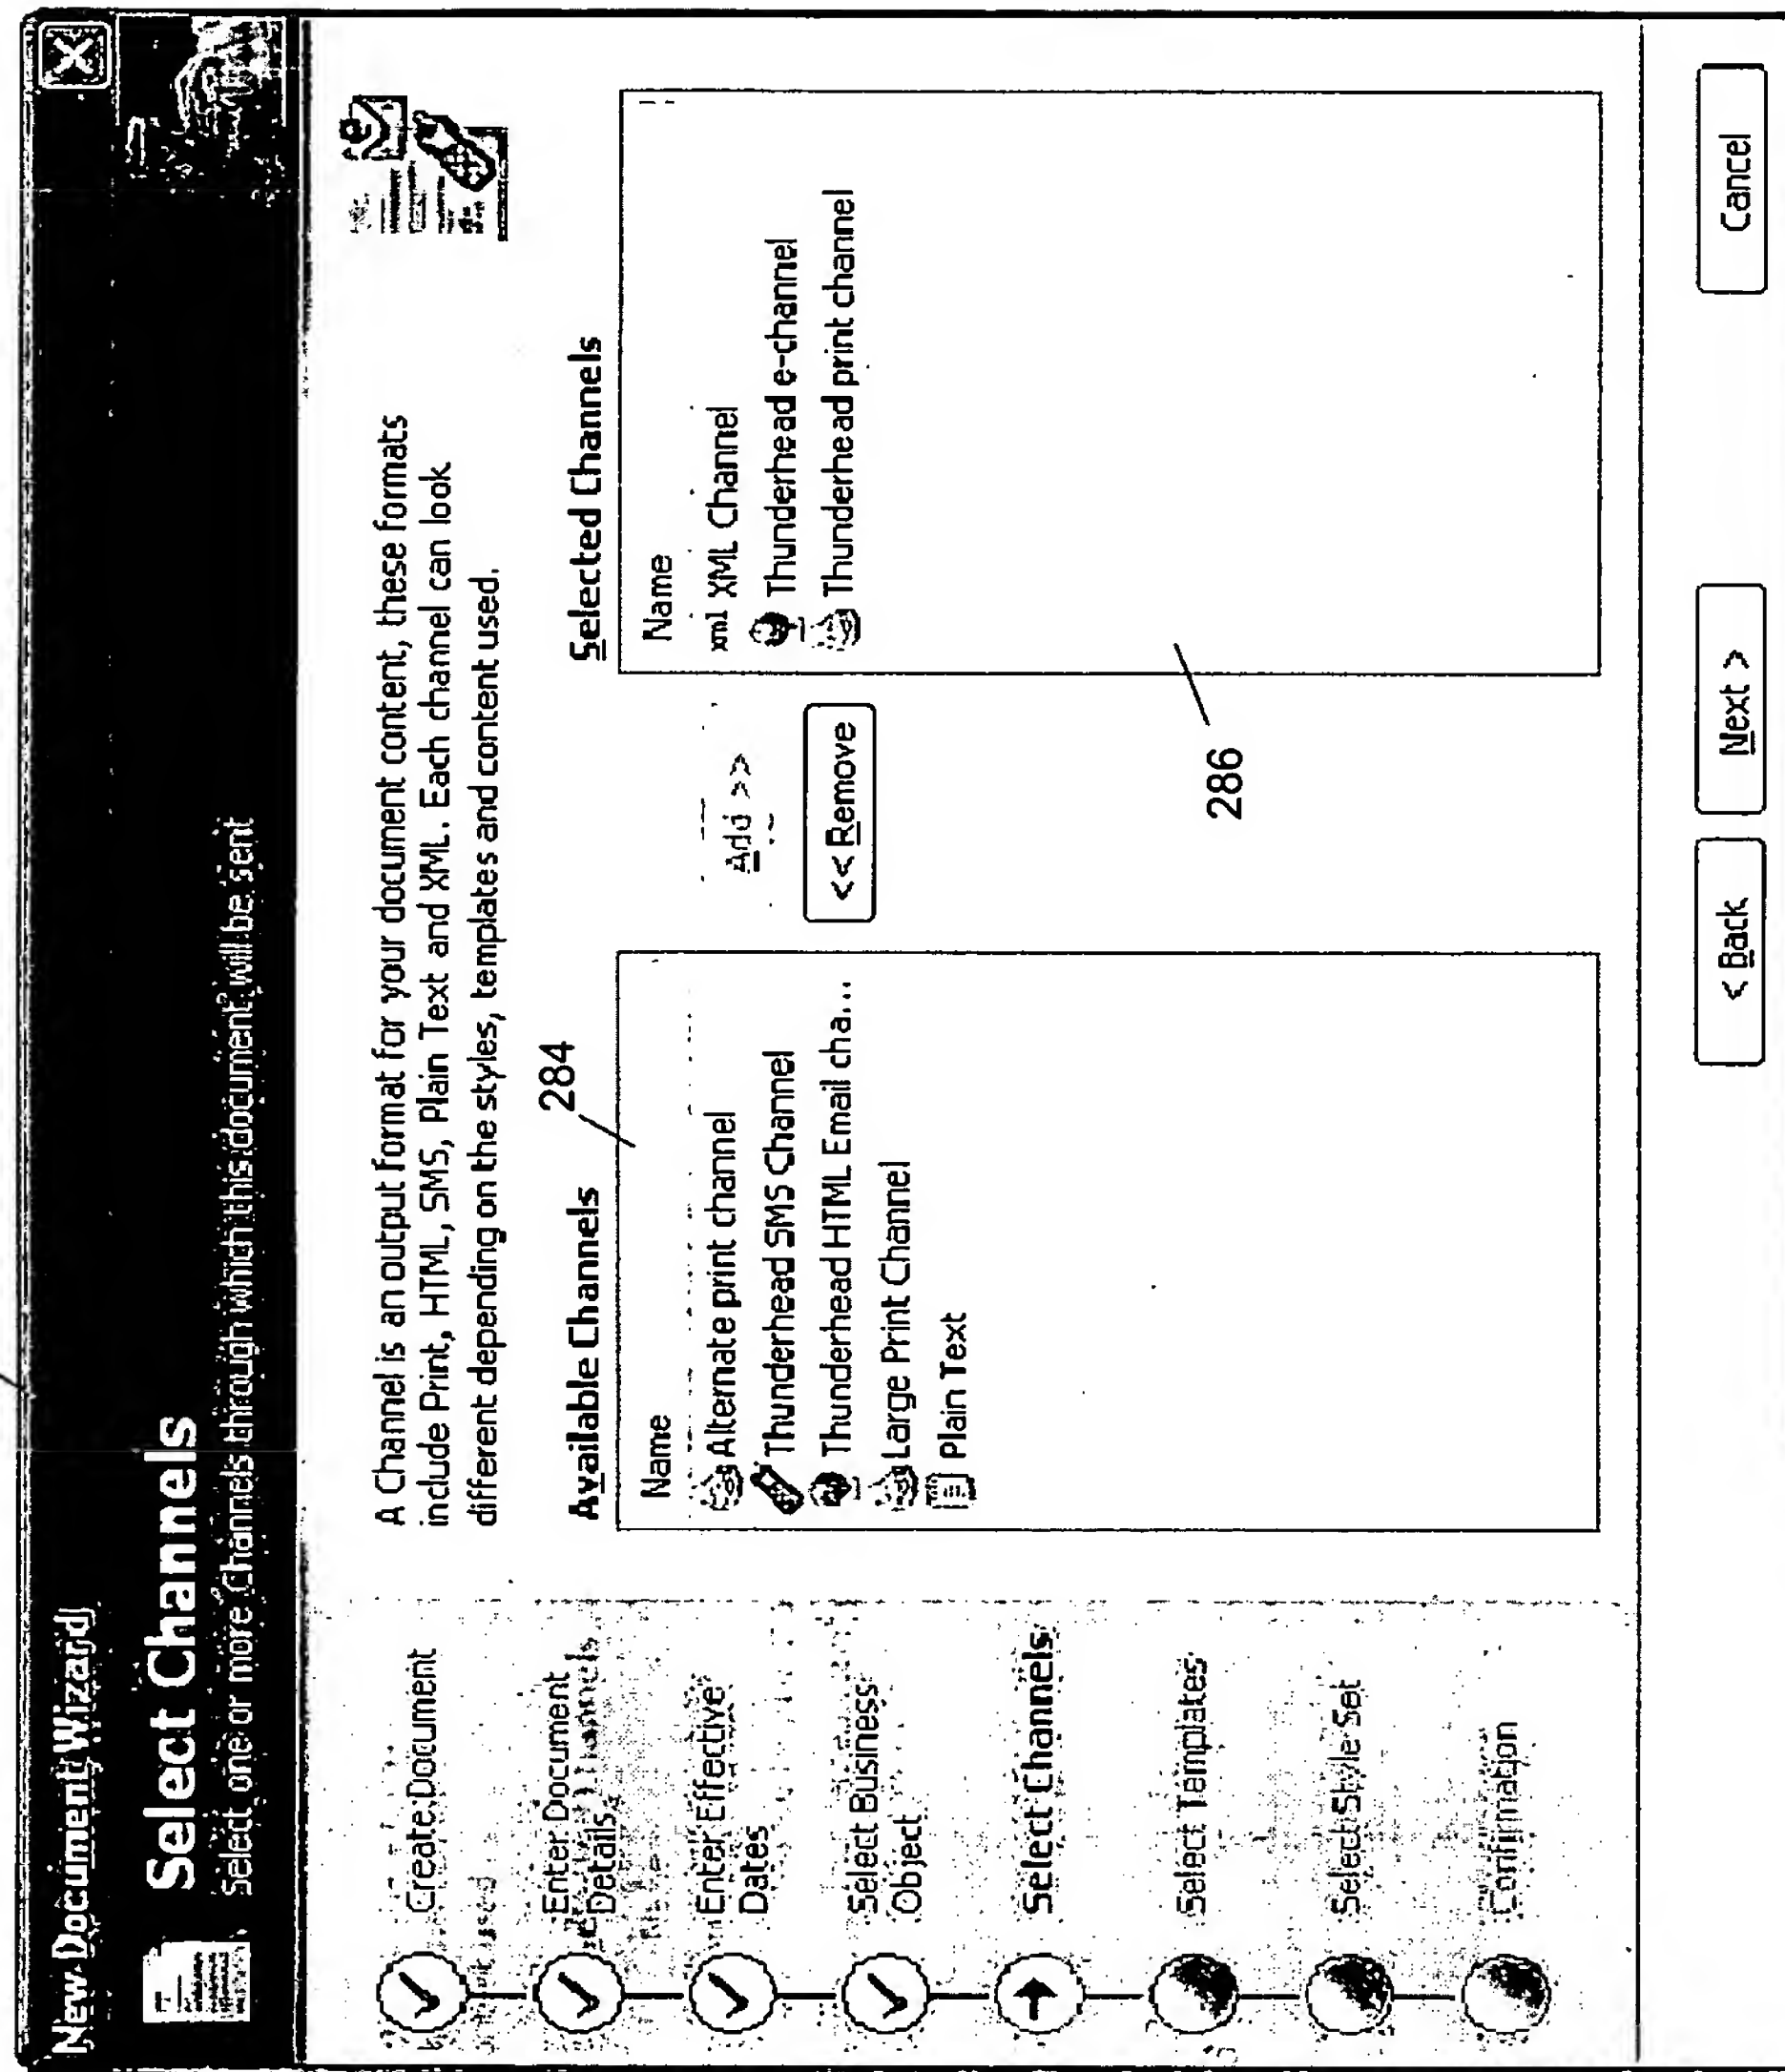 New Document Wizard
Select Channels
Select one or more Channels through which this document will be sent
Create Document
Enter Document
Details
Enter Effective
Dates
Select Business
Object
Select Channels
Select Templates
Select Style Set
Confirmation
A Channel is an output format for your document content, these formats
include Print, HTML, SMS, Plain Text and XML. Each channel can look
different depending on the styles, templates and content used.
Available Channels
284
Name
Alternate print channel
Thunderhead SMS Channel
Thunderhead HTML Email cha...
Large Print Channel
Plain Text
Add >>
<< Remove
Selected Channels
Name
xml XML Channel
Thunderhead e-channel
Thunderhead print channel
286
< Back
Next >
Cancel